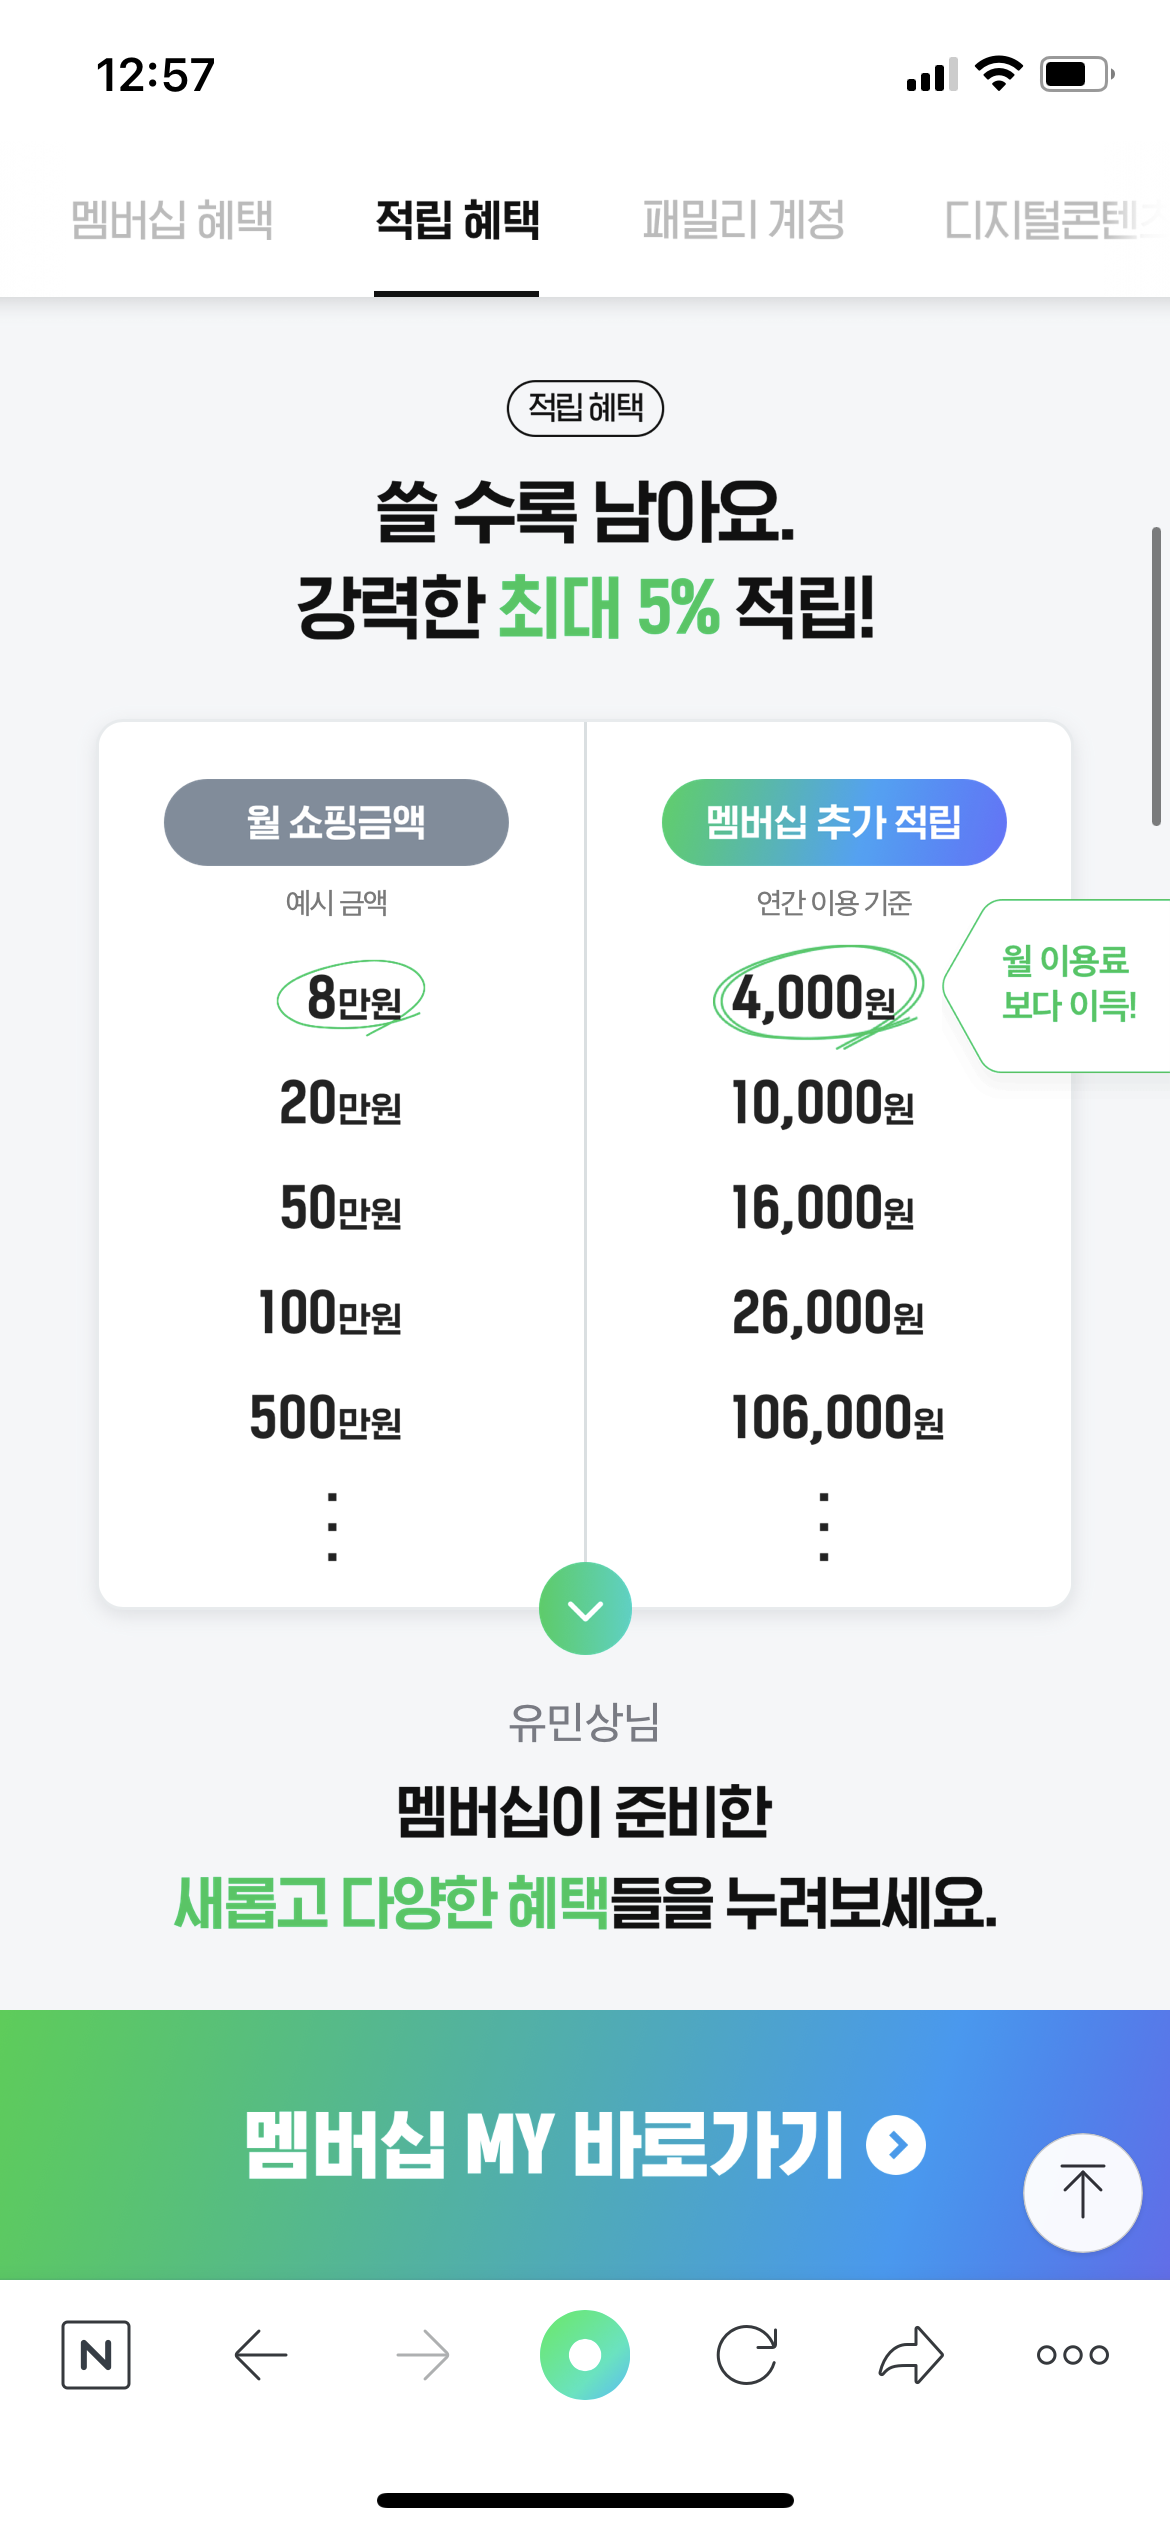 12:57
멤버십 혜택
적립 혜택
패밀리 계정
디지털콘텐
적립 혜택
쓸 수록 남아요.
강력한 최대 5% 적립!
월 쇼핑금액
멤버십 추가 적립
예시 금액
연간 이용 기준
8만원
4,000원
월 이용료
보다 이득!
20만원
10,000원
50만원
16,000원
100만원
26,000원
500만원
106,000원
유민상님
멤버십이 준비한
새롭고 다양한 혜택들을 누려보세요.
멤버십 MY 바로가기
N